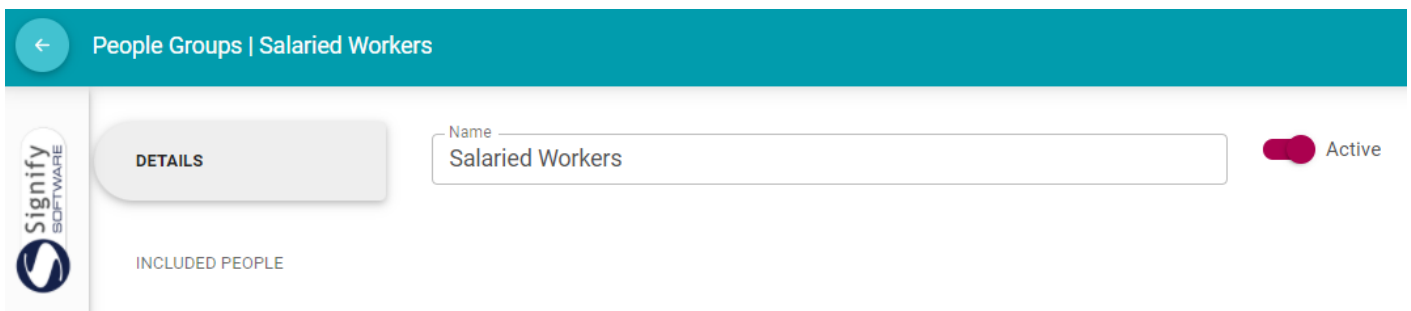 People Groups | Salaried Workers
Signify
SOFTWARE
DETAILS
Name
Salaried Workers
Active
INCLUDED PEOPLE